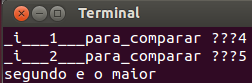 Terminal
_i___1___para_comparar ???4
_i___2___para_comparar ???5
segundo e o maior